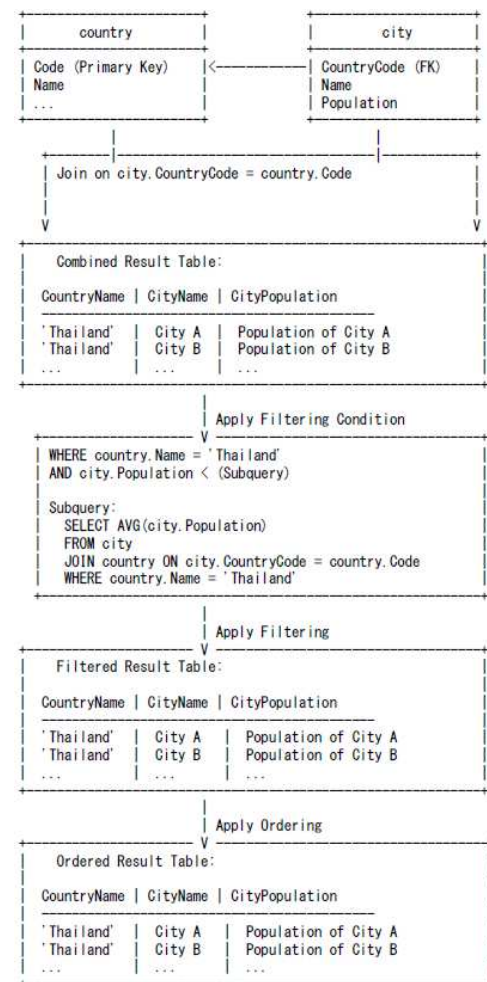 country
city
Code (Primary Key)
CountryCode (FK)
Name
Name
...
Population
Join on city.CountryCode = country.Code
V
V
Combined Result Table:
CountryName | CityName | CityPopulation
'Thailand' | City A | Population of City A
'Thailand' | City B | Population of City B
... | ... | ...
Apply Filtering Condition
V
WHERE country.Name = 'Thailand'
AND city.Population < (Subquery)
Subquery:
SELECT AVG(city.Population)
FROM city
JOIN country ON city.CountryCode = country.Code
WHERE country.Name = 'Thailand'
Apply Filtering
V
Filtered Result Table:
CountryName | CityName | CityPopulation
'Thailand' | City A | Population of City A
'Thailand' | City B | Population of City B
... | ... | ...
Apply Ordering
V
Ordered Result Table:
CountryName | CityName | CityPopulation
'Thailand' | City A | Population of City A
'Thailand' | City B | Population of City B
... | ... | ...